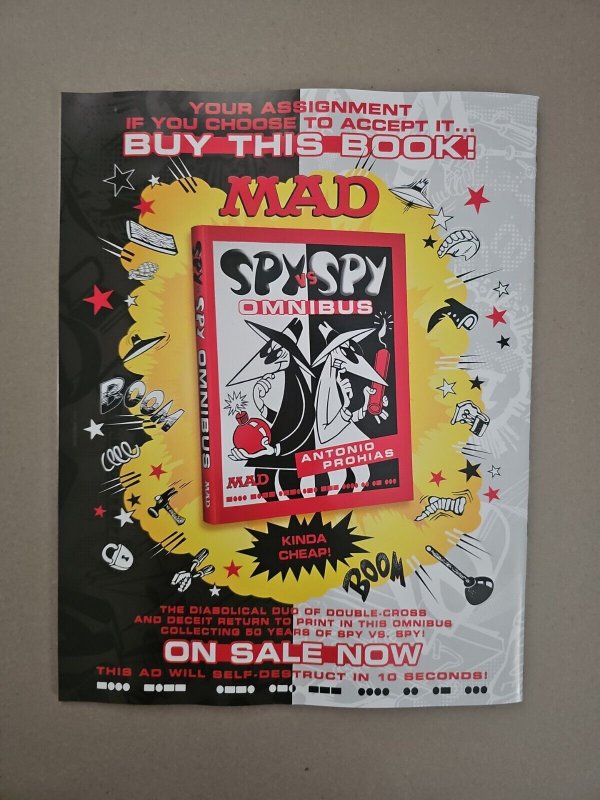 YOUR ASSIGNMENT
IF YOU CHOOSE TO ACCEPT IT...
BUY THIS BOOK!
MAD
SPY VS SPY
OMNIBUS
SPY VS SPY OMNIBUS MAD
ANTONIO
PROHIAS
MAD
BOOM
KINDA
CHEAP!
BOOM
THE DIABOLICAL DUO OF DOUBLE-CROSS
AND DECEIT RETURN TO PRINT IN THIS OMNIBUS
COLLECTING 60 YEARS OF SPY VS. SPY!
ON SALE NOW
THIS AD WILL SELF-DESTRUCT IN 10 SECONDS!